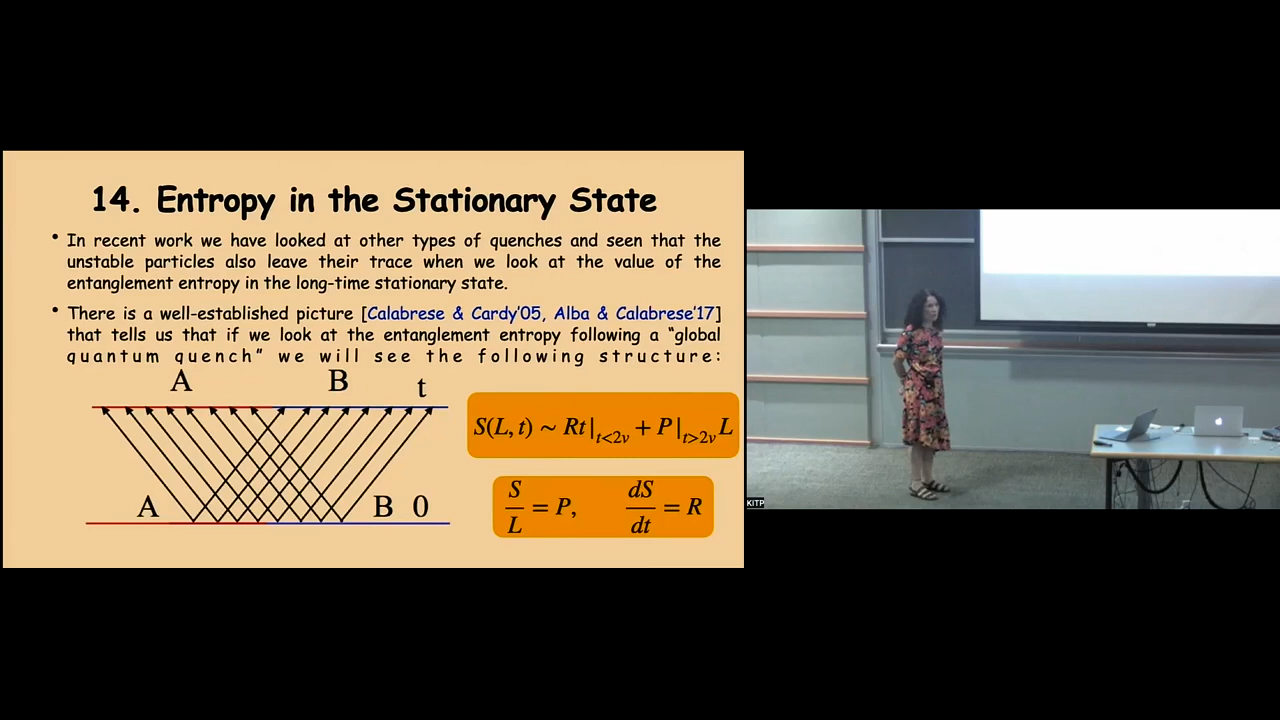 14. Entropy in the Stationary State
• In recent work we have looked at other types of quenches and seen that the
unstable particles also leave their trace when we look at the value of the
entanglement entropy in the long-time stationary state.
• There is a well-established picture [Calabrese & Cardy'05, Alba & Calabrese'17]
that tells us that if we look at the entanglement entropy following a “global
quantum quench” we will see the following structure:
A B t
A B 0
S(L, t) ~ Rt|t<2v + P|t>2v L
S/L = P, dS/dt = R
KITP